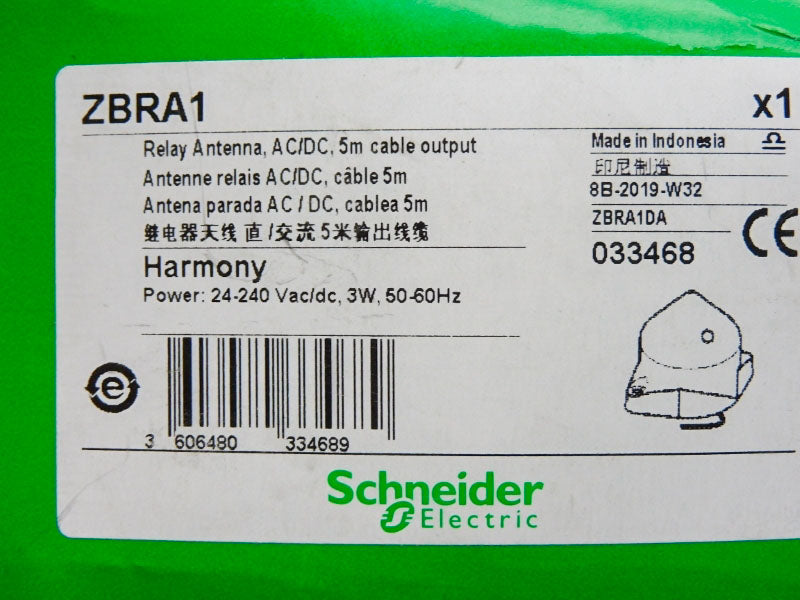 ZBRA1
x1
Relay Antenna, AC/DC, 5m cable output
Antenne relais AC/DC, câble 5m
Antena parada AC / DC, cablea 5m
继电器天线 直 /交流 5米输出线缆
Harmony
Power: 24-240 Vac/dc, 3W, 50-60Hz
Made in Indonesia
印尼制造
8B-2019-W32
ZBRA1DA
033468
CE
e
3 606480 334689
Schneider
Electric